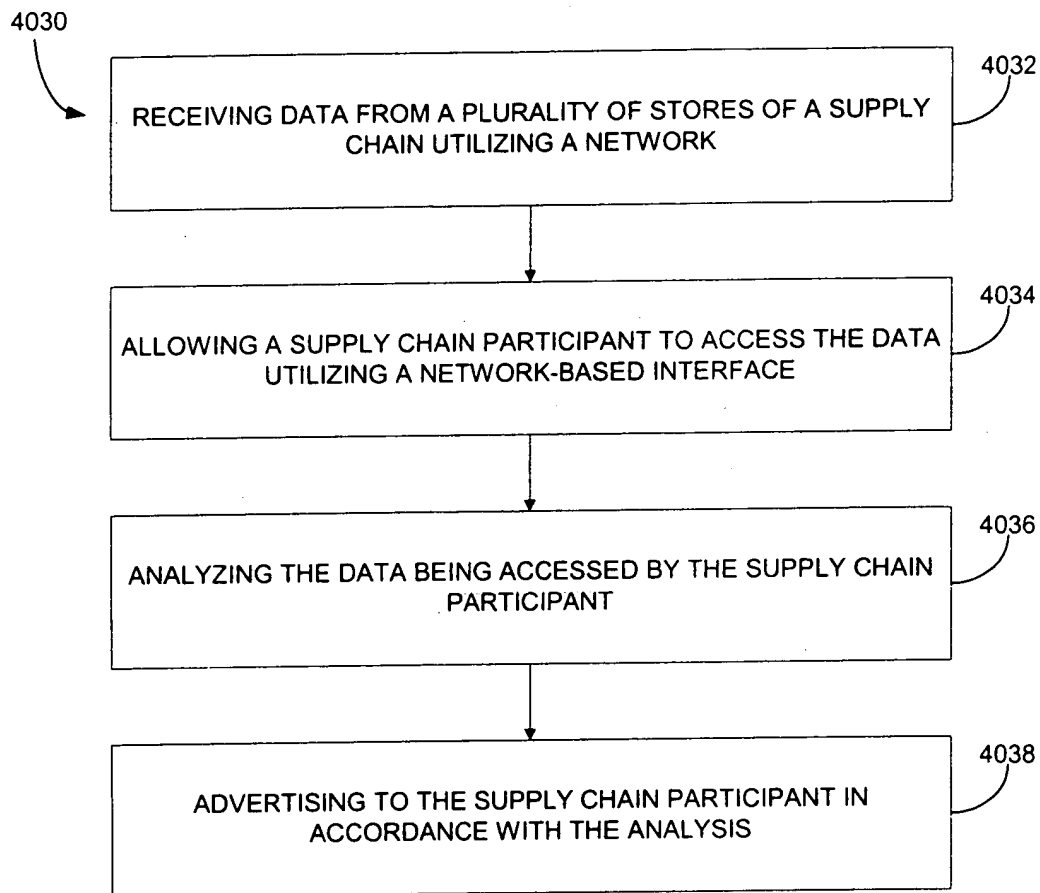 4030
4032
RECEIVING DATA FROM A PLURALITY OF STORES OF A SUPPLY
CHAIN UTILIZING A NETWORK
4034
ALLOWING A SUPPLY CHAIN PARTICIPANT TO ACCESS THE DATA
UTILIZING A NETWORK-BASED INTERFACE
4036
ANALYZING THE DATA BEING ACCESSED BY THE SUPPLY CHAIN
PARTICIPANT
4038
ADVERTISING TO THE SUPPLY CHAIN PARTICIPANT IN
ACCORDANCE WITH THE ANALYSIS